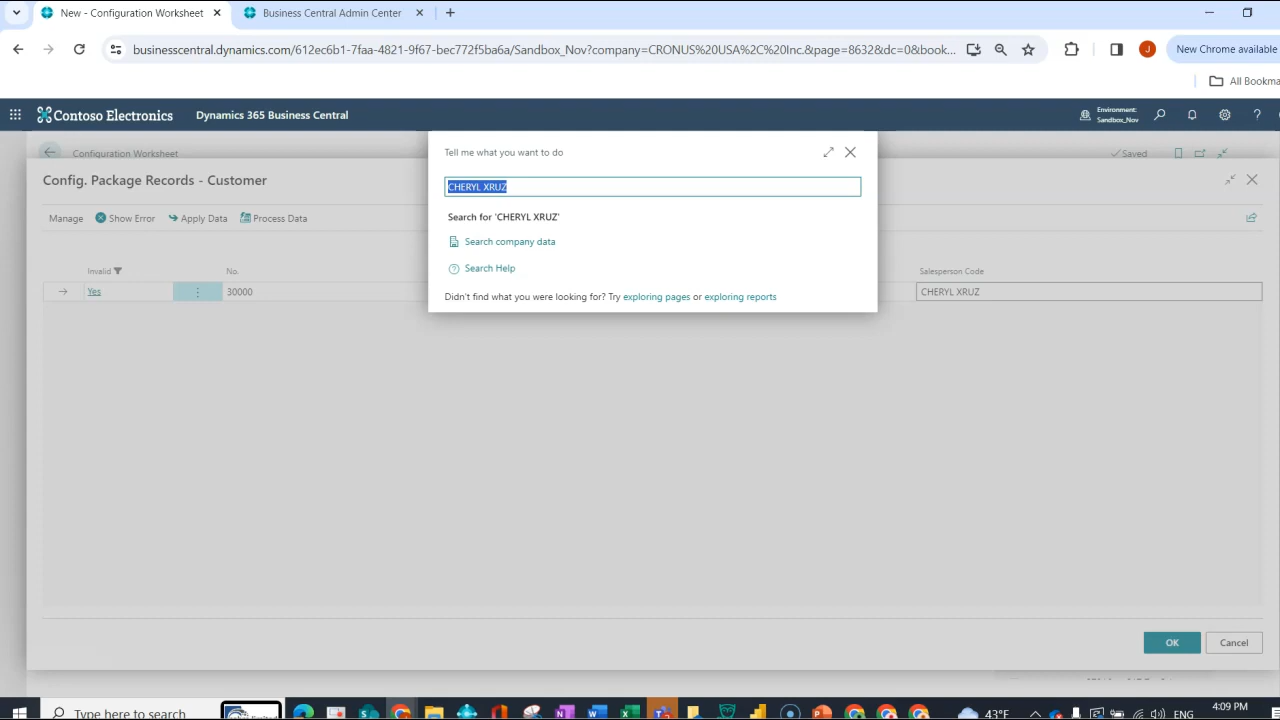 New - Configuration Worksheet
Business Central Admin Center
businesscentral.dynamics.com/612ec6b1-7faa-4821-9f67-bec772f5ba6a/Sandbox_Nov?company=CRONUS%20USA%2C%20Inc.&page=8632&dc=0&book...
J
New Chrome available
All Bookma
Contoso Electronics
Dynamics 365 Business Central
Environment:
Sandbox_Nov
Configuration Worksheet
Saved
Tell me what you want to do
Config. Package Records - Customer
CHERYL XRUZ
Manage
Show Error
Apply Data
Process Data
Search for 'CHERYL XRUZ'
Search company data
Search Help
Invalid
No.
Salesperson Code
Yes
30000
CHERYL XRUZ
Didn't find what you were looking for? Try exploring pages or exploring reports
OK
Cancel
Type here to search
43°F
ENG
4:09 PM